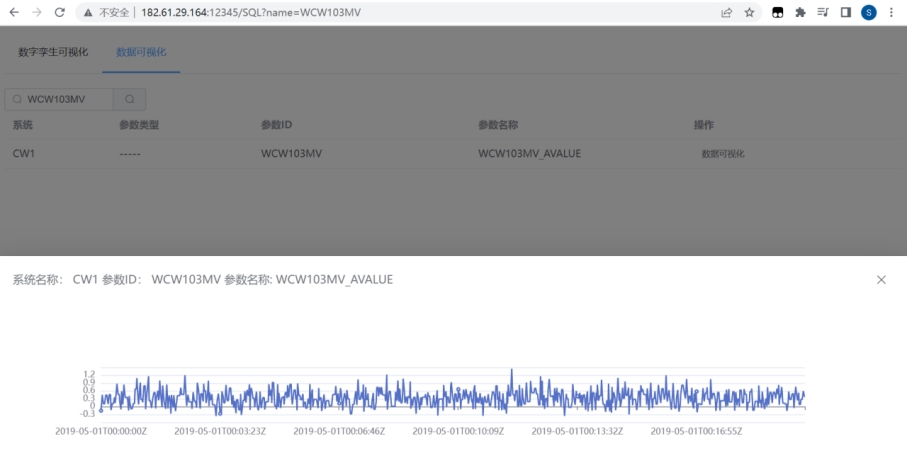 不安全 182.61.29.164:12345/SQL?name=WCW103MV
S
数字孪生可视化 数据可视化
WCW103MV
系统 参数类型 参数ID 参数名称 操作
CW1 ----- WCW103MV WCW103MV_AVALUE 数据可视化
系统名称: CW1 参数ID: WCW103MV 参数名称: WCW103MV_AVALUE
1.2
0.9
0.6
0.3
0
-0.3
2019-05-01T00:00:00Z 2019-05-01T00:03:23Z 2019-05-01T00:06:46Z 2019-05-01T00:10:09Z 2019-05-01T00:13:32Z 2019-05-01T00:16:55Z